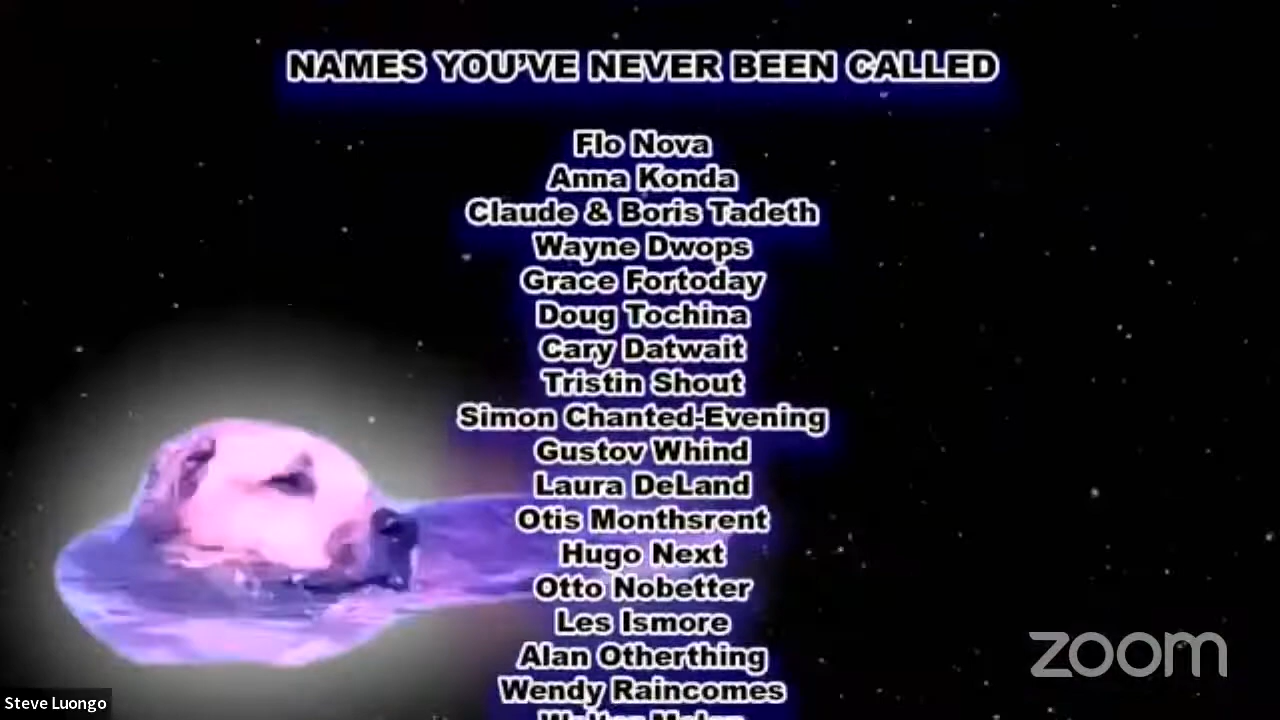 NAMES YOU'VE NEVER BEEN CALLED
Flo Nova
Anna Konda
Claude & Boris Tadeth
Wayne Dwops
Grace Fortoday
Doug Tochina
Cary Datwait
Tristin Shout
Simon Chanted-Evening
Gustov Whind
Laura DeLand
Otis Monthsrent
Hugo Next
Otto Nobetter
Les Ismore
Alan Otherthing
Wendy Raincomes
zoom
Steve Luongo